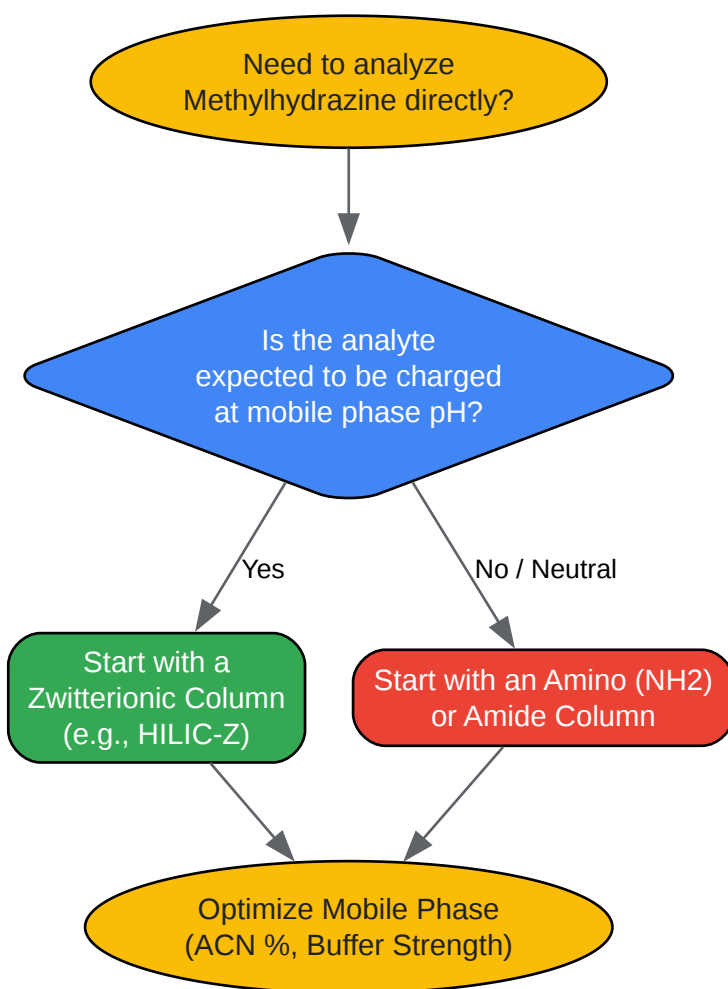 Need to analyze
Methylhydrazine directly?
Is the analyte
expected to be charged
at mobile phase pH?
Yes
No / Neutral
Start with a
Zwitterionic Column
(e.g., HILIC-Z)
Start with an Amino (NH2)
or Amide Column
Optimize Mobile Phase
(ACN %, Buffer Strength)